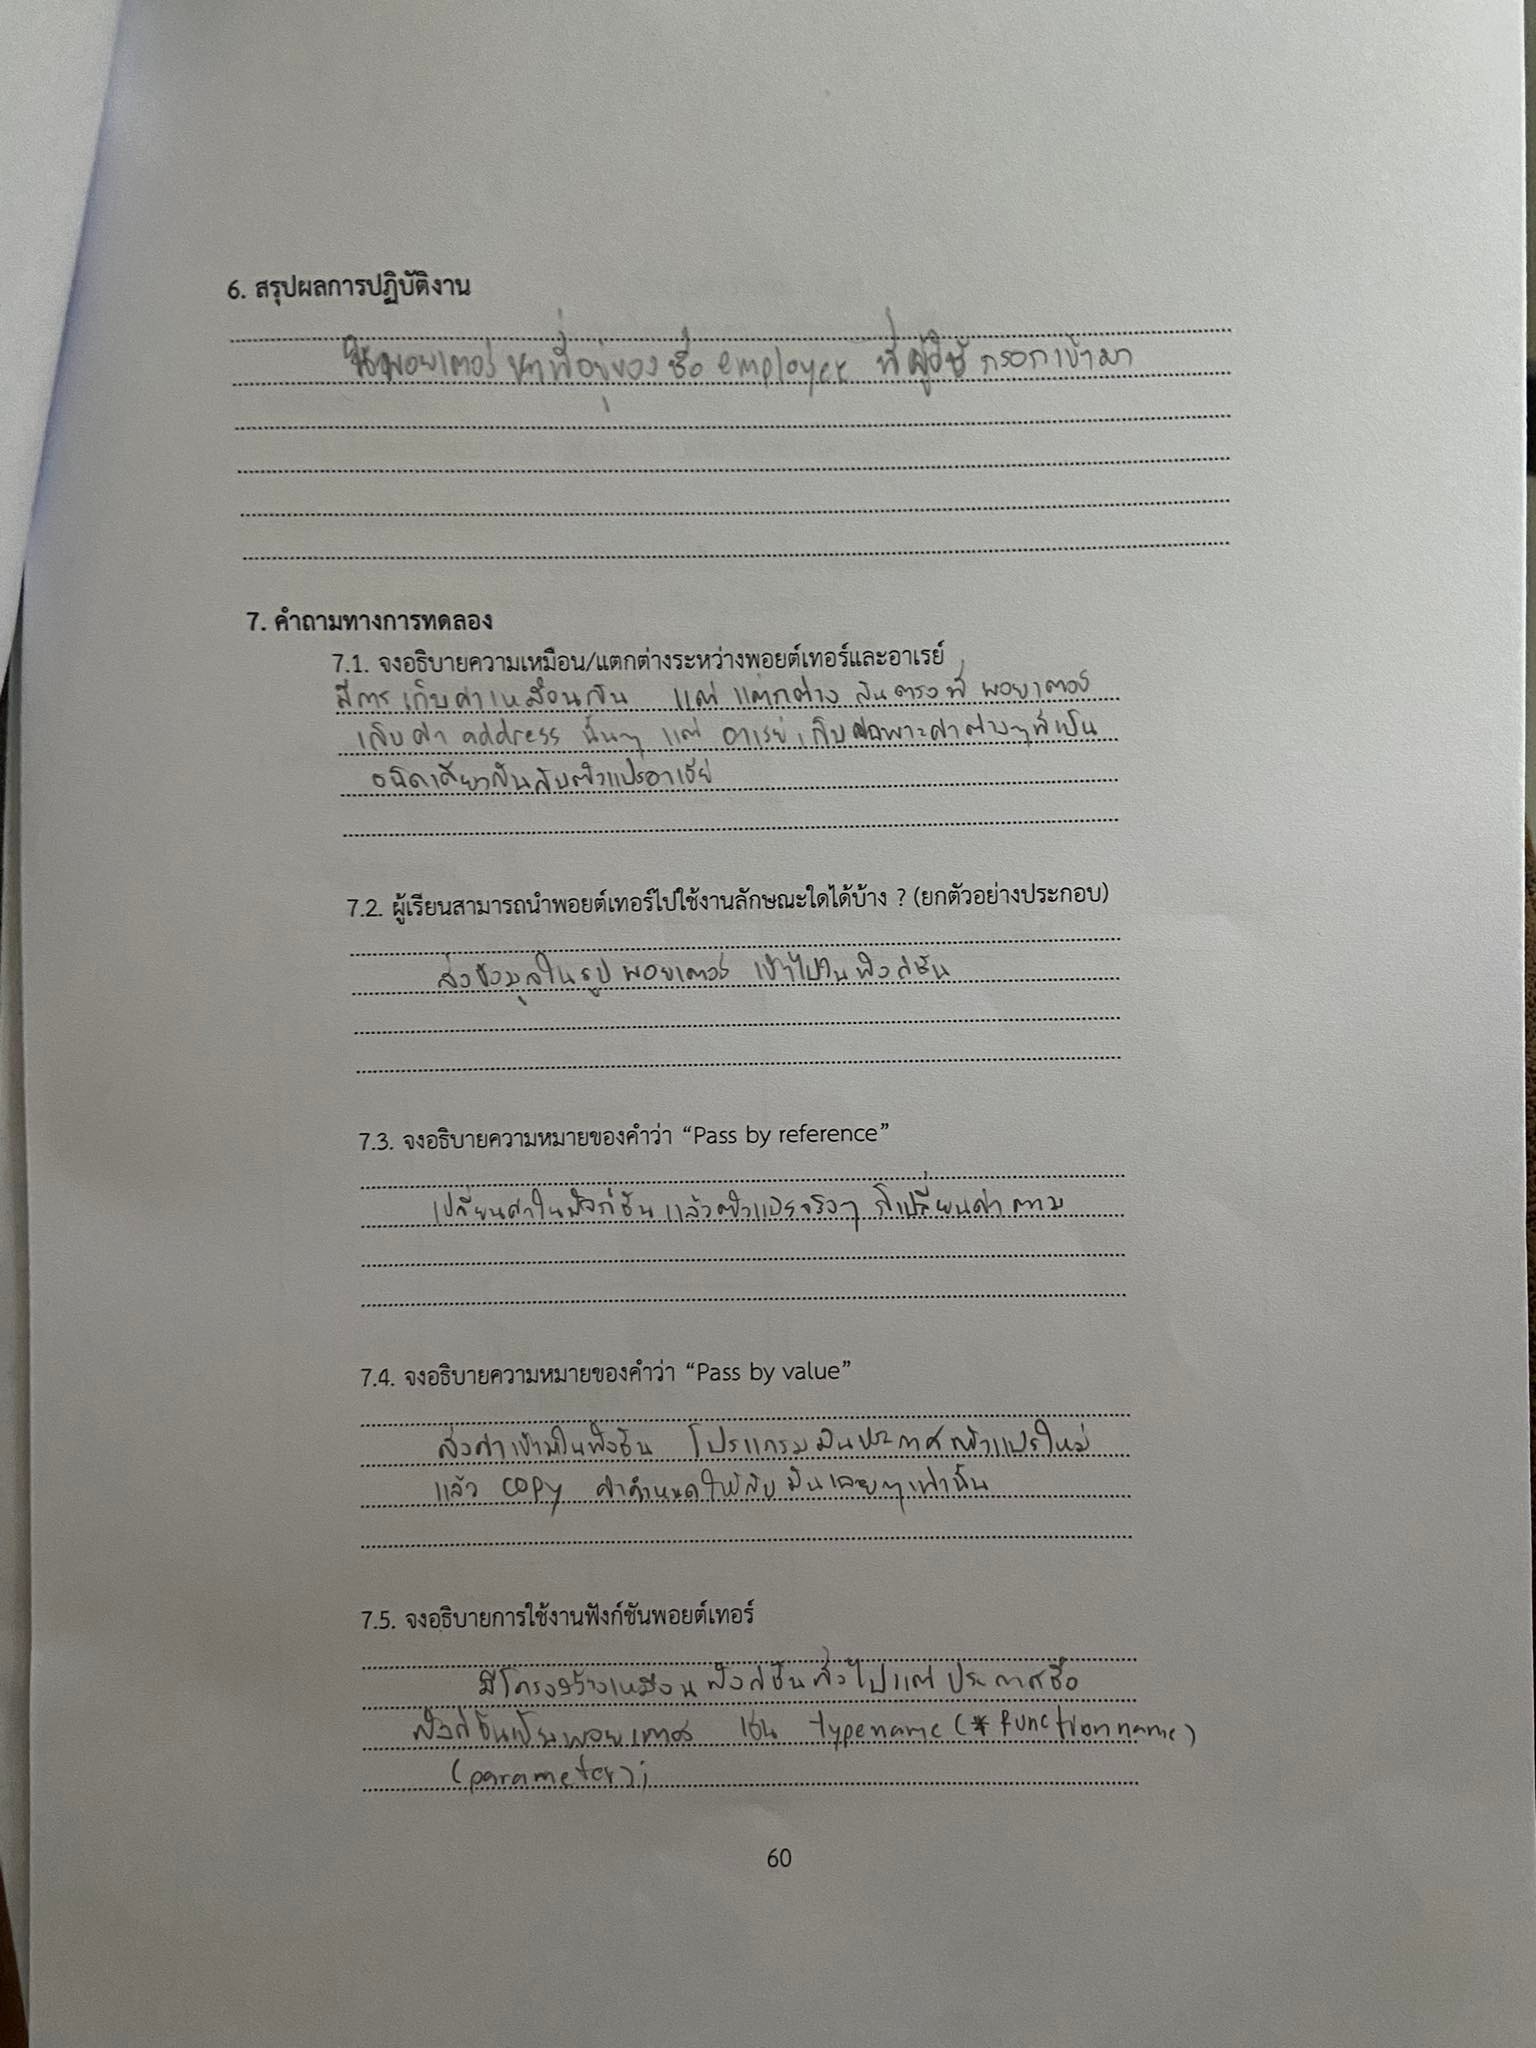 6. สรุปผลการปฏิบัติงาน
ใช้พอยเตอร์ หาที่อยู่ของ ชื่อ employee ที่ผู้ใช้ กรอกเข้ามา
7. คำถามทางการทดลอง
7.1. จงอธิบายความเหมือน/แตกต่างระหว่างพอยต์เทอร์และอาเรย์
มีการ เก็บค่าเหมือนกัน แต่ แตกต่าง กันตรงที่ พอยเตอร์
เก็บค่า address นั้นๆ แต่ อาเรย์ เก็บเฉพาะค่าต่างๆที่เป็น
ชนิดเดียวกันกับตัวแปรอาเรย์
7.2. ผู้เรียนสามารถนำพอยต์เทอร์ไปใช้งานลักษณะใดได้บ้าง ? (ยกตัวอย่างประกอบ)
ส่งข้อมูลในรูป พอยเตอร์ เข้าไปในฟังก์ชัน
7.3. จงอธิบายความหมายของคำว่า “Pass by reference”
เปลี่ยนค่าในฟังก์ชัน แล้วตัวแปรจริงๆ ก็เปลี่ยนค่า ตาม
7.4. จงอธิบายความหมายของคำว่า “Pass by value”
ส่งค่าเข้ามาในฟังชัน โปรแกรมมันประกาศ ตัวแปรใหม่
แล้ว copy ค่ากำหนดให้กับ มันเฉยๆเท่านั้น
7.5. จงอธิบายการใช้งานฟังก์ชันพอยต์เทอร์
มีโครงสร้างเหมือน ฟังก์ชันทั่วไป แต่ ประกาศชื่อ
ฟังก์ชันเป็นพอยเตอร์ เช่น typename (* functionname)
(parameter);
60